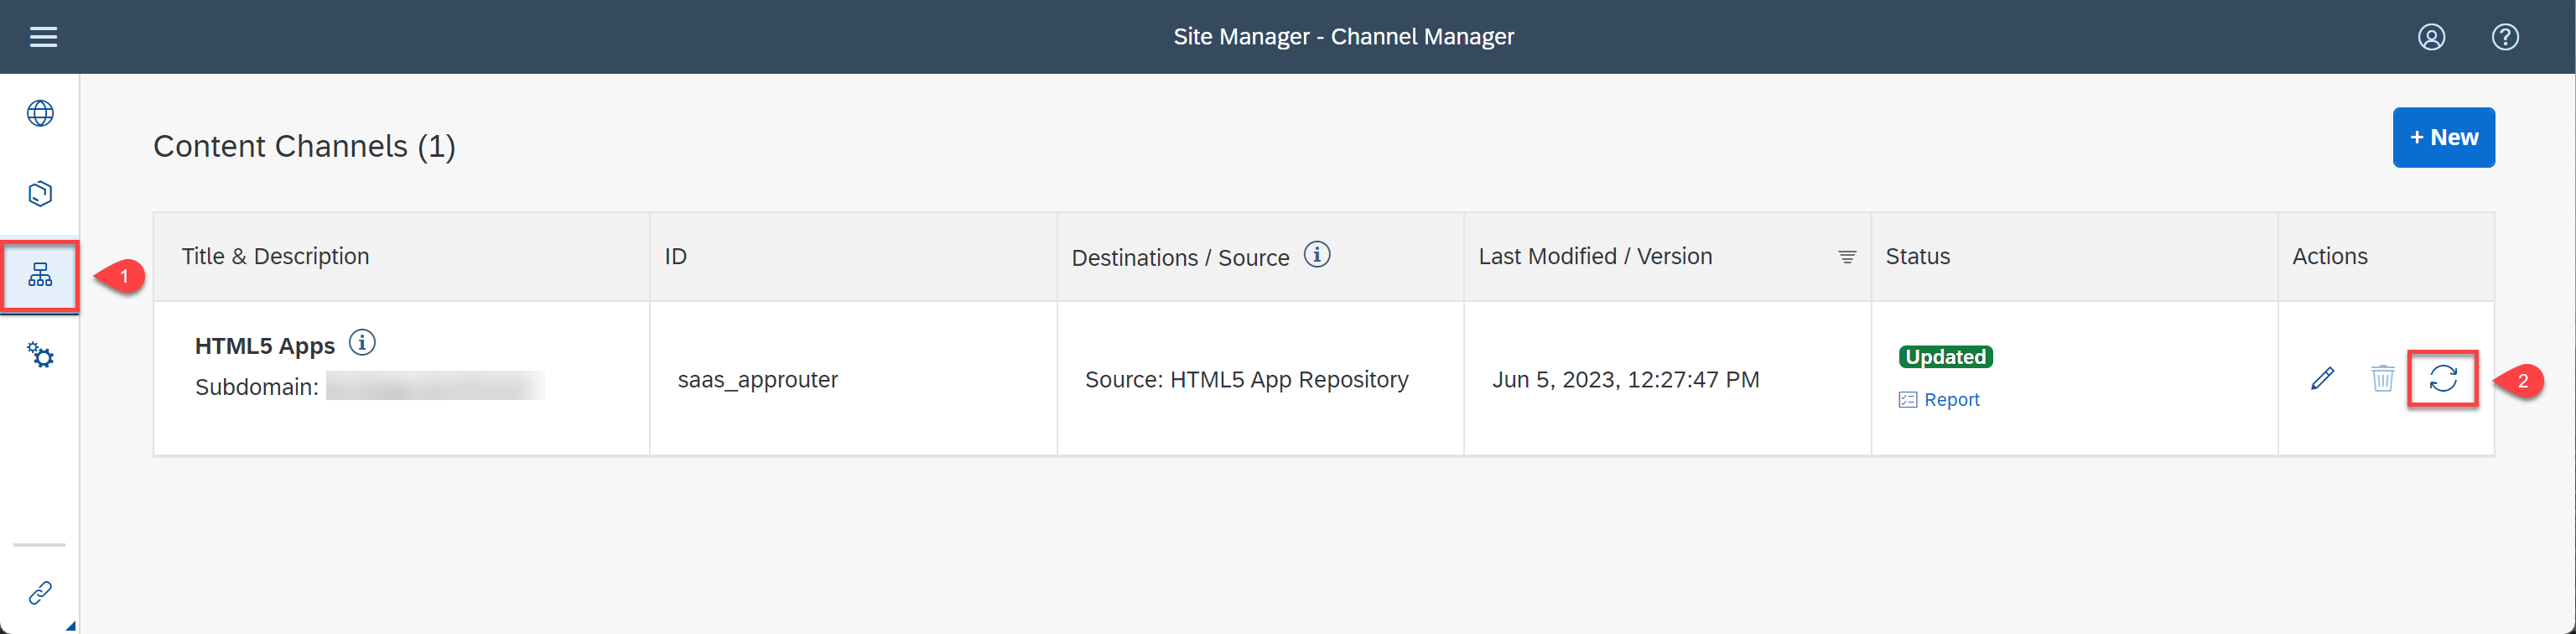 Site Manager - Channel Manager
Content Channels (1)
+ New
Title & Description
ID
Destinations / Source
Last Modified / Version
Status
Actions
1
HTML5 Apps
Subdomain:
saas_approuter
Source: HTML5 App Repository
Jun 5, 2023, 12:27:47 PM
Updated
Report
2